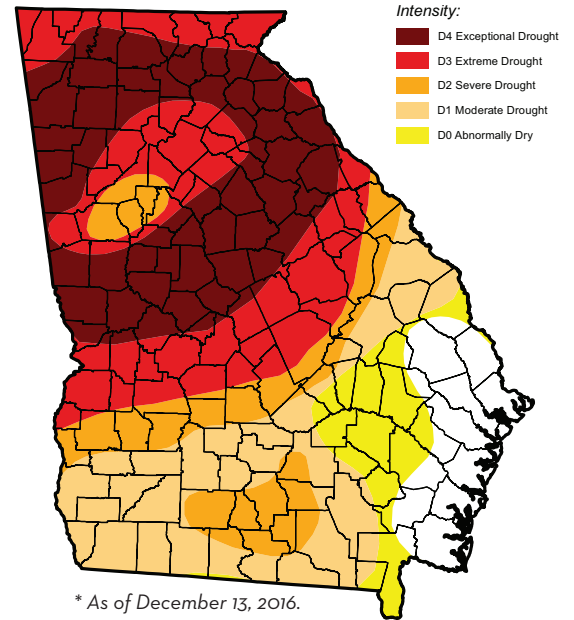 Intensity:
D4 Exceptional Drought
D3 Extreme Drought
D2 Severe Drought
D1 Moderate Drought
D0 Abnormally Dry
* As of December 13, 2016.